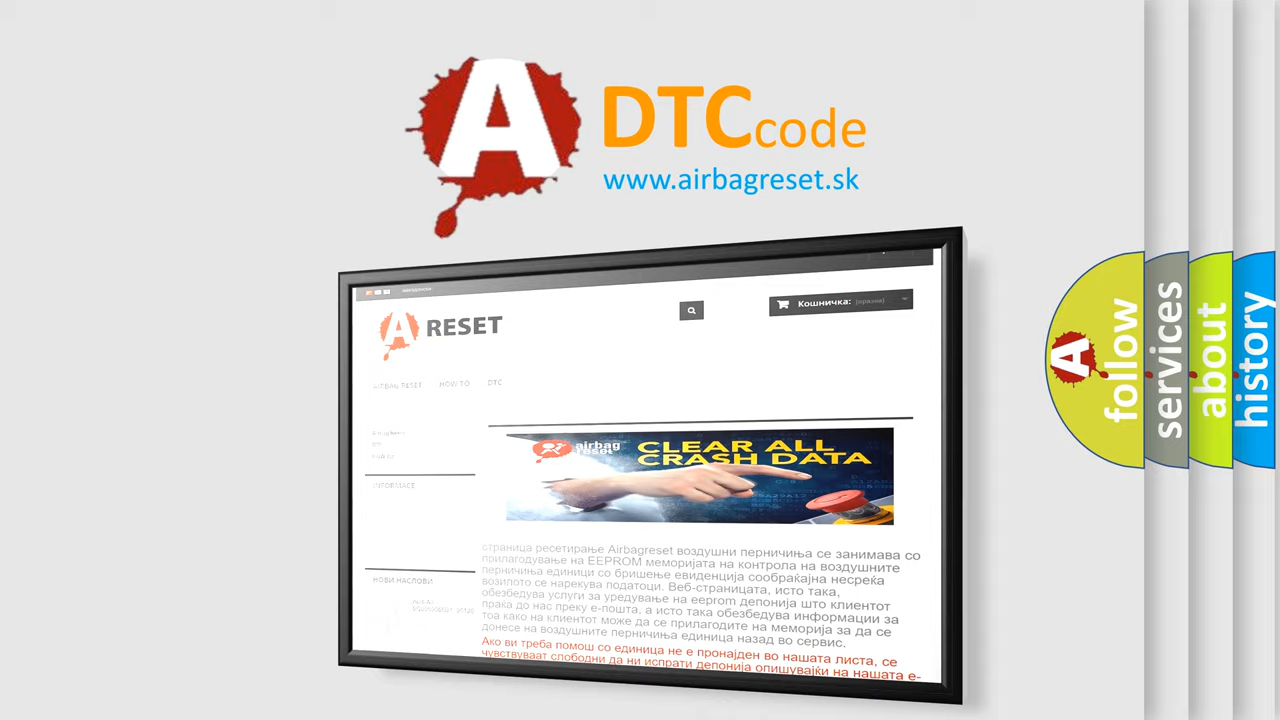 A DTCcode
www.airbagreset.sk
A RESET
Кошничка: (празни)
AIRBAG RESET HOW TO DTC
INFORMACE
airbag reset
CLEAR ALL
CRASH DATA
страница ресетирање Airbagreset воздушни перничиња се занимава со
прилагодување на EEPROM меморијата на контрола на воздушните
перничиња единици со бришење евиденција сообраќајна несреќа
возилото се нарекува податоци. Веб-страницата, исто така,
обезбедува услуги за уредување на eeprom депонија што клиентот
праќа до нас преку е-пошта, а исто така обезбедува информации за
тоа како на клиентот може да се прилагодите на меморија за да се
донесе на воздушните перничиња единица назад во сервис.
Ако ви треба помош со единица не е пронајден во нашата листа, се
чувствуваат слободни да ни испрати депонија опишувајќи на нашата е-
НОВИ НАСЛОВИ
A follow
services
about
history